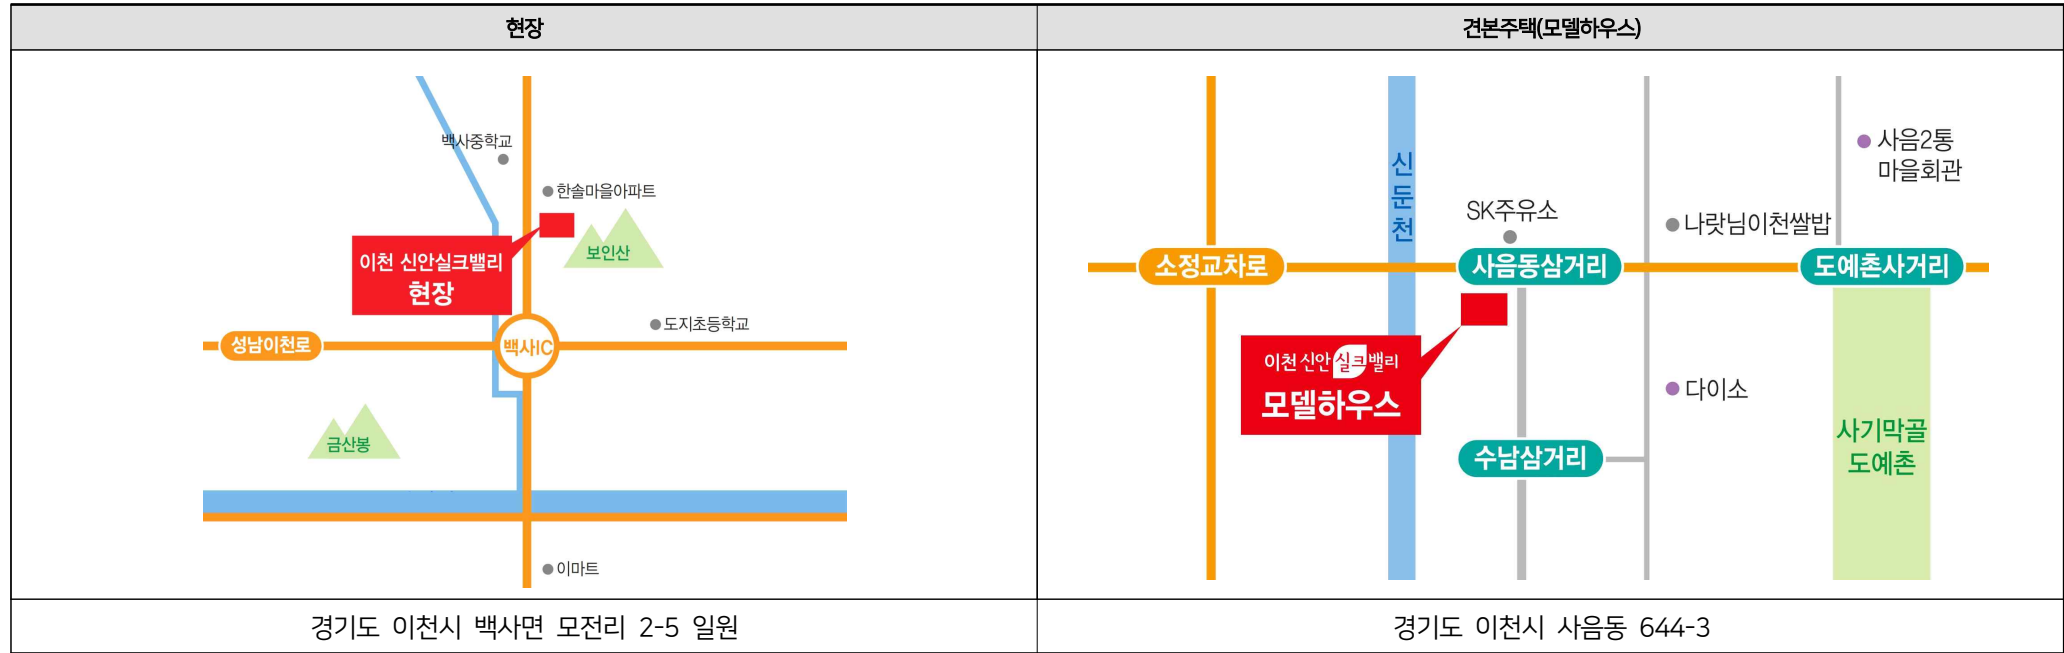 현장
견본주택(모델하우스)
백사중학교
한솔마을아파트
보인산
이천 신안실크밸리
현장
도지초등학교
성남이천로
백사IC
금산봉
이마트
신둔천
사음2통
마을회관
SK주유소
나랏님이천쌀밥
소정교차로
사음동삼거리
도예촌사거리
이천 신안실크밸리
모델하우스
다이소
사기막골
도예촌
수남삼거리
경기도 이천시 백사면 모전리 2-5 일원
경기도 이천시 사음동 644-3